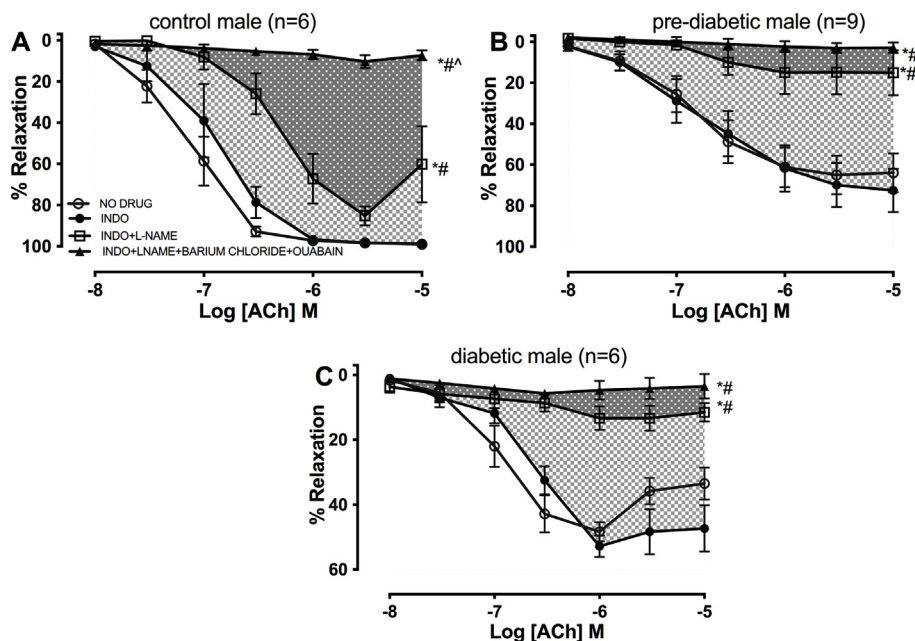 A
control male (n=6)
0
20
40
60
80
100
% Relaxation
*#^
*#
NO DRUG
INDO
INDO+L-NAME
INDO+LNAME+BARIUM CHLORIDE+OUABAIN
-8
-7
-6
-5
Log [ACh] M
B
pre-diabetic male (n=9)
0
20
40
60
80
100
% Relaxation
*#
*#
-8
-7
-6
-5
Log [ACh] M
C
diabetic male (n=6)
0
20
40
60
% Relaxation
*#
*#
-8
-7
-6
-5
Log [ACh] M